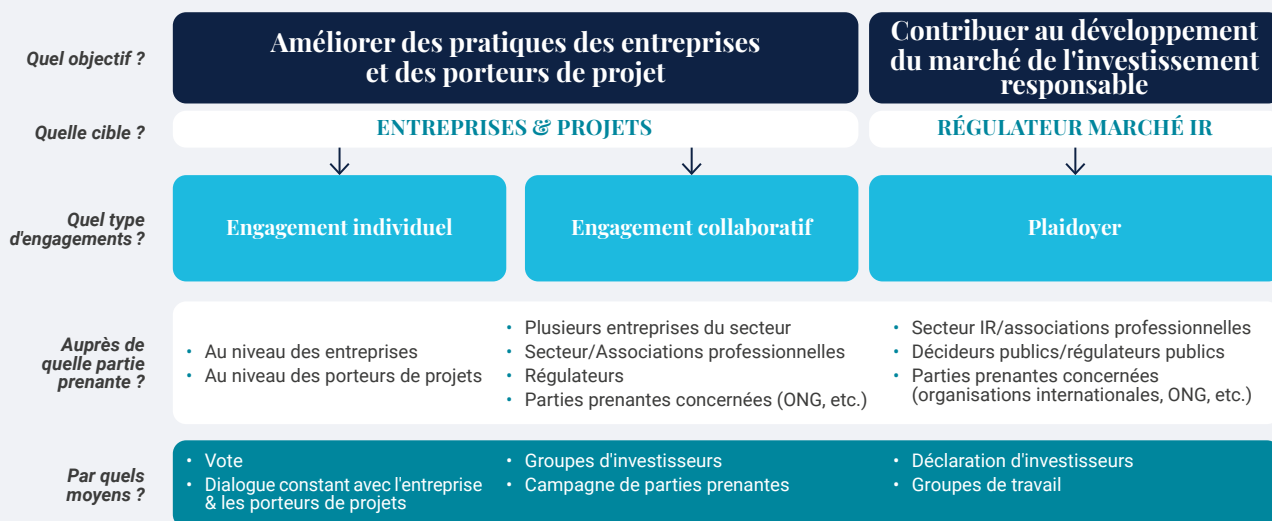 Quel objectif ?
Améliorer des pratiques des entreprises
et des porteurs de projet
Contribuer au développement
du marché de l'investissement
responsable
Quelle cible ?
ENTREPRISES & PROJETS
RÉGULATEUR MARCHÉ IR
Quel type
d'engagements ?
Engagement individuel
Engagement collaboratif
Plaidoyer
Auprès de
quelle partie
prenante ?
• Au niveau des entreprises
• Au niveau des porteurs de projets
• Plusieurs entreprises du secteur
• Secteur/Associations professionnelles
• Régulateurs
• Parties prenantes concernées (ONG, etc.)
• Secteur IR/associations professionnelles
• Décideurs publics/régulateurs publics
• Parties prenantes concernées
(organisations internationales, ONG, etc.)
Par quels
moyens ?
• Vote
• Dialogue constant avec l'entreprise
& les porteurs de projets
• Groupes d'investisseurs
• Campagne de parties prenantes
• Déclaration d'investisseurs
• Groupes de travail